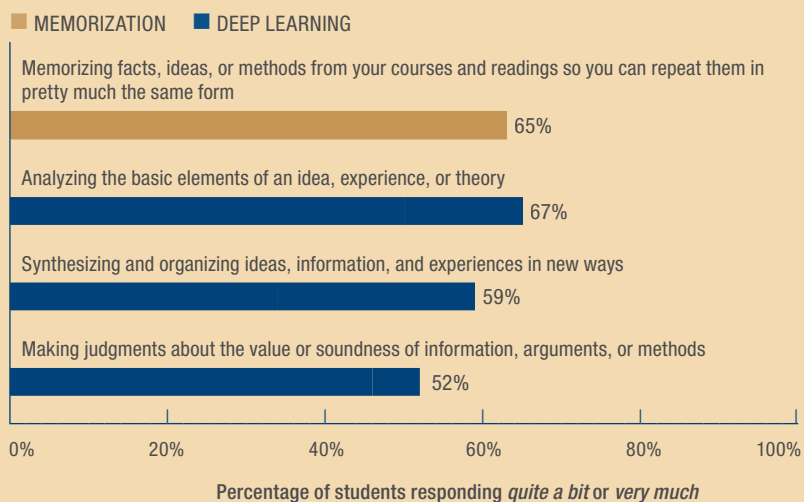 MEMORIZATION DEEP LEARNING
Memorizing facts, ideas, or methods from your courses and readings so you can repeat them in
pretty much the same form
65%
Analyzing the basic elements of an idea, experience, or theory
67%
Synthesizing and organizing ideas, information, and experiences in new ways
59%
Making judgments about the value or soundness of information, arguments, or methods
52%
0% 20% 40% 60% 80% 100%
Percentage of students responding quite a bit or very much